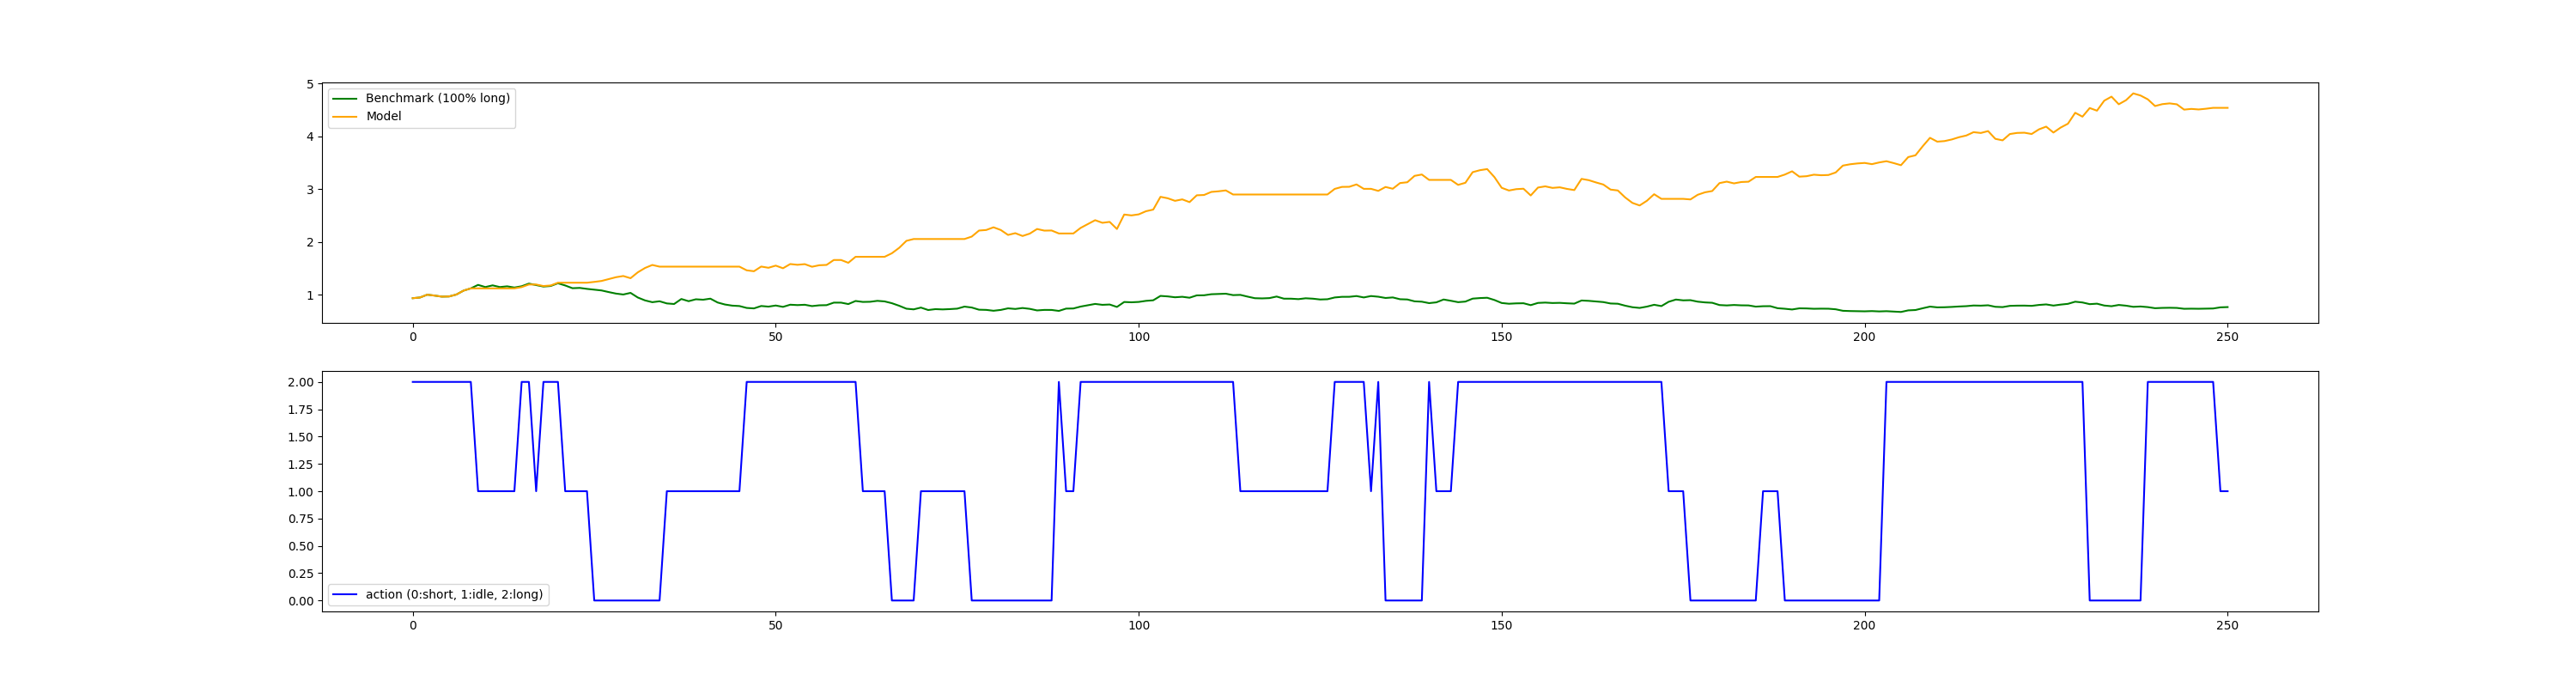 5
4
3
2
1
Benchmark (100% long)
Model
0 50 100 150 200 250
2.00
1.75
1.50
1.25
1.00
0.75
0.50
0.25
0.00
action (0:short, 1:idle, 2:long)
0 50 100 150 200 250